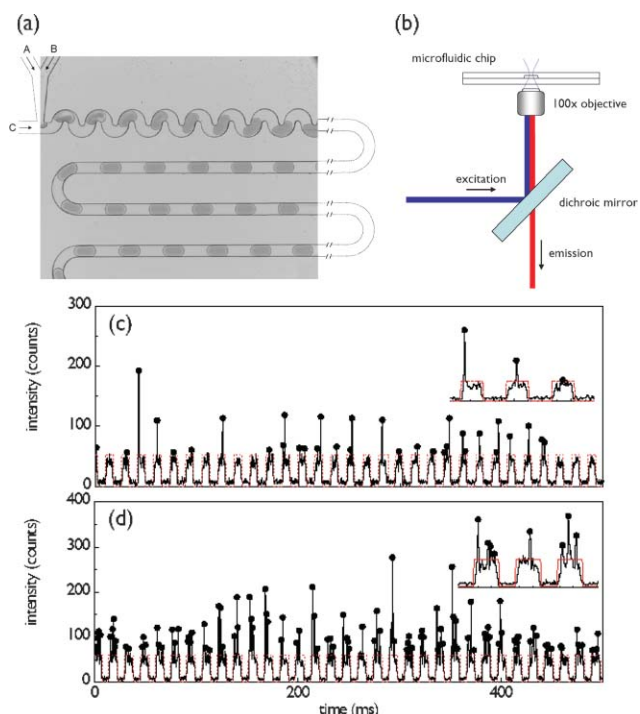 (a)
(b)
A
B
C
microfluidic chip
100x objective
excitation
dichroic mirror
emission
300
(c)
200
100
0
intensity (counts)
400
(d)
300
200
100
0
intensity (counts)
0
200
400
time (ms)